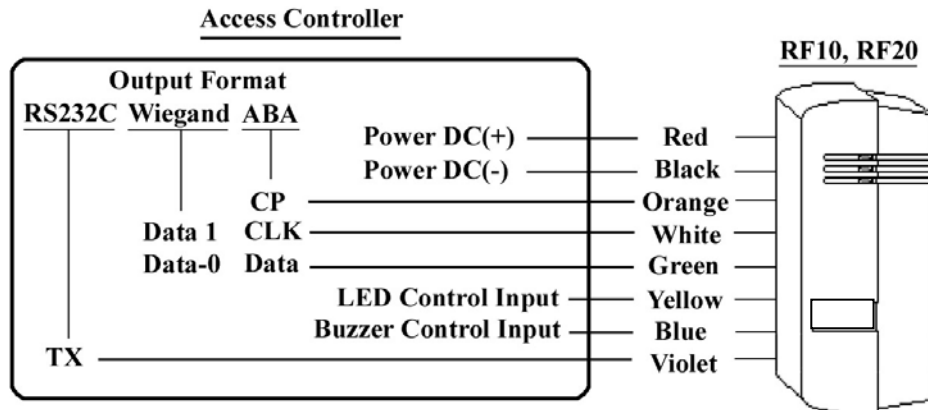 Access Controller
RF10, RF20
Output Format
RS232C Wiegand ABA
Power DC(+) Red
Power DC(-) Black
CP Orange
Data 1 CLK White
Data-0 Data Green
LED Control Input Yellow
Buzzer Control Input Blue
TX Violet